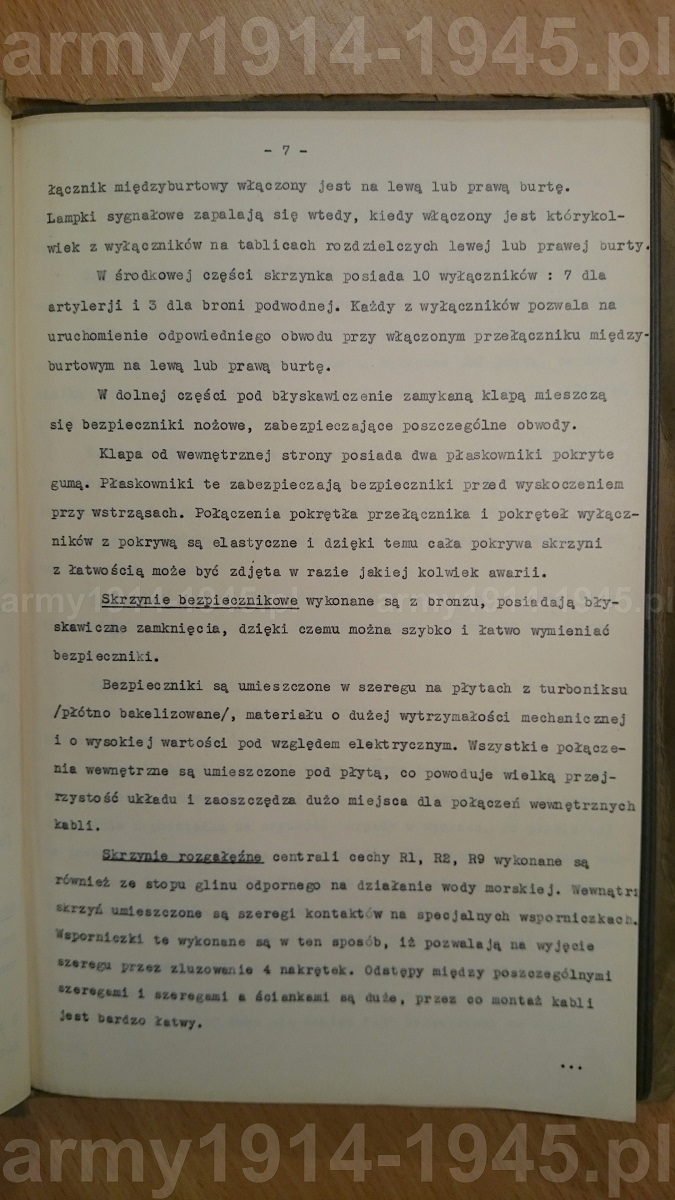 army1914-1945.pl
- 7 -
łącznik międzyburtowy włączony jest na lewą lub prawą burtę.
Lampki sygnałowe zapalają się wtedy, kiedy włączony jest którykol-
wiek z wyłączników na tablicach rozdzielczych lewej lub prawej burty.
W środkowej części skrzynka posiada 10 wyłączników : 7 dla
artylerji i 3 dla broni podwodnej. Każdy z wyłączników pozwala na
uruchomienie odpowiedniego obwodu przy włączonym przełączniku między-
burtowym na lewą lub prawą burtę.
W dolnej części pod błyskawiczenie zamykaną klapą mieszczą
się bezpieczniki nożowe, zabezpieczające poszczególne obwody.
Klapa od wewnętrznej strony posiada dwa płaskowniki pokryte
gumą. Płaskowniki te zabezpieczają bezpieczniki przed wyskoczeniem
przy wstrząsach. Połączenia pokrętła przełącznika i pokręteł wyłącz-
ników z pokrywą są elastyczne i dzięki temu cała pokrywa skrzyni
z łatwością może być zdjęta w razie jakiej kolwiek awarii.
army1914-1945.pl army1914-1945.pl
Skrzynie bezpiecznikowe wykonane są z bronzu, posiadają bły-
skawiczne zamknięcia, dzięki czemu można szybko i łatwo wymieniać
bezpieczniki.
Bezpieczniki są umieszczone w szeregu na płytach z turboniksu
/płótno bakelizowane/, materiału o dużej wytrzymałości mechanicznej
i o wysokiej wartości pod względem elektrycznym. Wszystkie połącze-
nia wewnętrzne są umieszczone pod płytą, co powoduje wielką przej-
rzystość układu i zaoszczędza dużo miejsca dla połączeń wewnętrznych
kabli.
Skrzynie rozgałęźne centrali cechy R1, R2, R9 wykonane są
również ze stopu glinu odpornego na działanie wody morskiej. Wewnątrz
skrzyń umieszczone są szeregi kontaktów na specjalnych wsporniczkach.
Wsporniczki te wykonane są w ten sposób, iż pozwalają na wyjęcie
szeregu przez zluzowanie 4 nakrętek. Odstępy między poszczególnymi
szeregami i szeregami a ściankami są duże, przez co montaż kabli
jest bardzo łatwy.
...
army1914-1945.pl